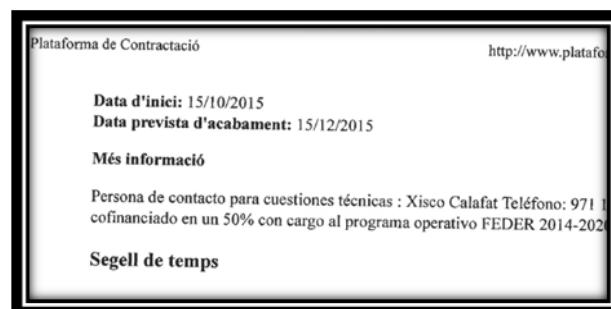 Plataforma de Contractació
http://www.platafo
Data d'inici: 15/10/2015
Data prevista d'acabament: 15/12/2015
Més informació
Persona de contacto para cuestiones técnicas : Xisco Calafat Teléfono: 971 1
cofinanciado en un 50% con cargo al programa operativo FEDER 2014-202
Segell de temps